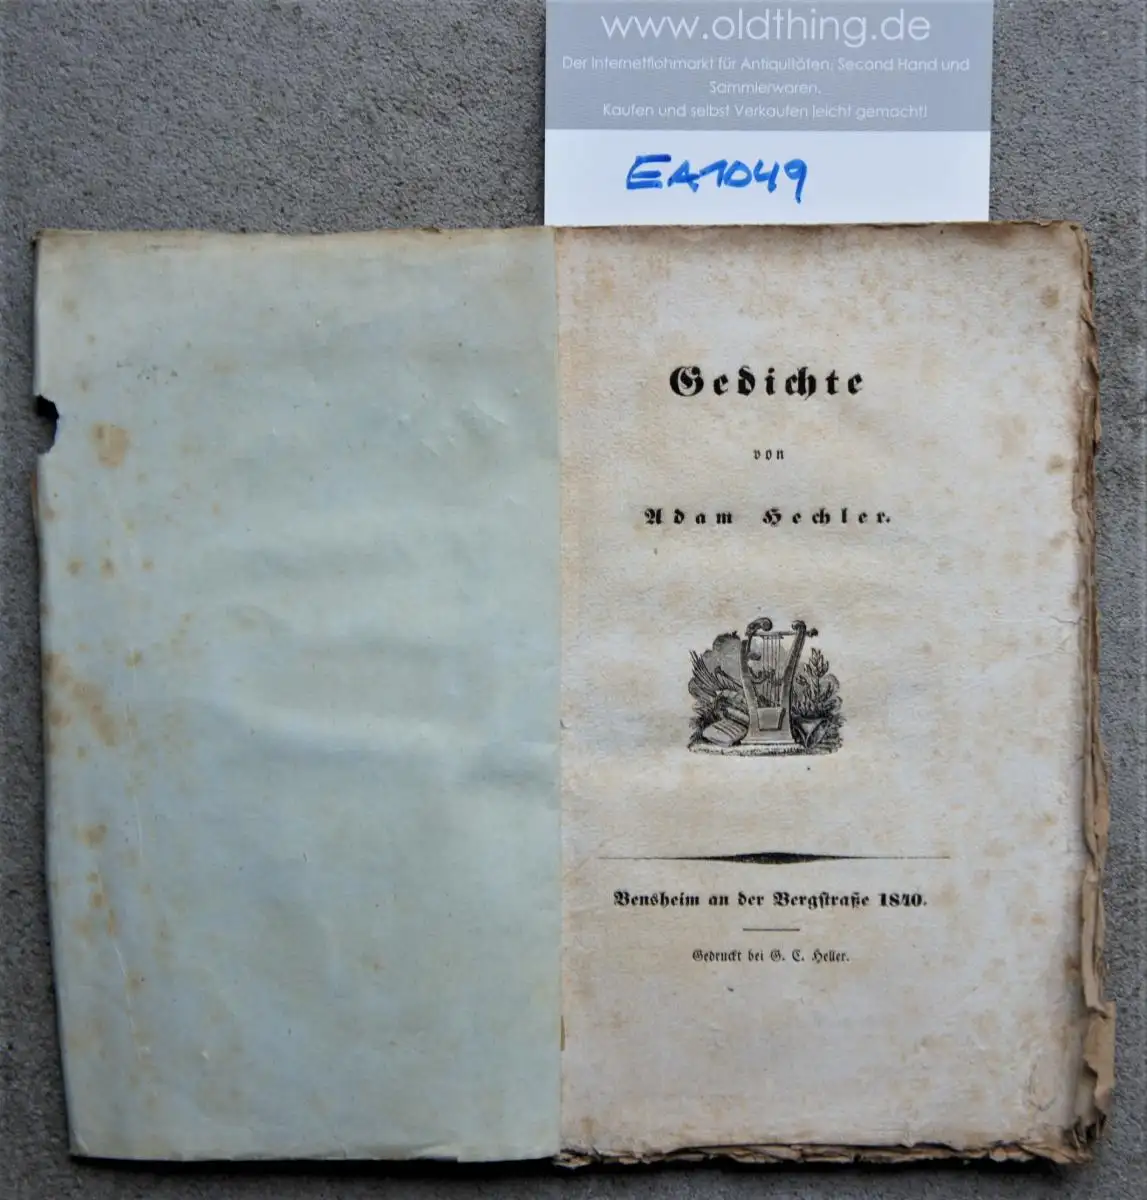 www.oldthing.de
Der Internetflohmarkt für Antiquitäten, Second Hand und
Sammlerwaren.
Kaufen und selbst Verkaufen leicht gemacht!
EA1049
Gedichte
von
Adam Hechler.
Bensheim an der Bergstraße 1840.
Gedruckt bei G. C. Heller.